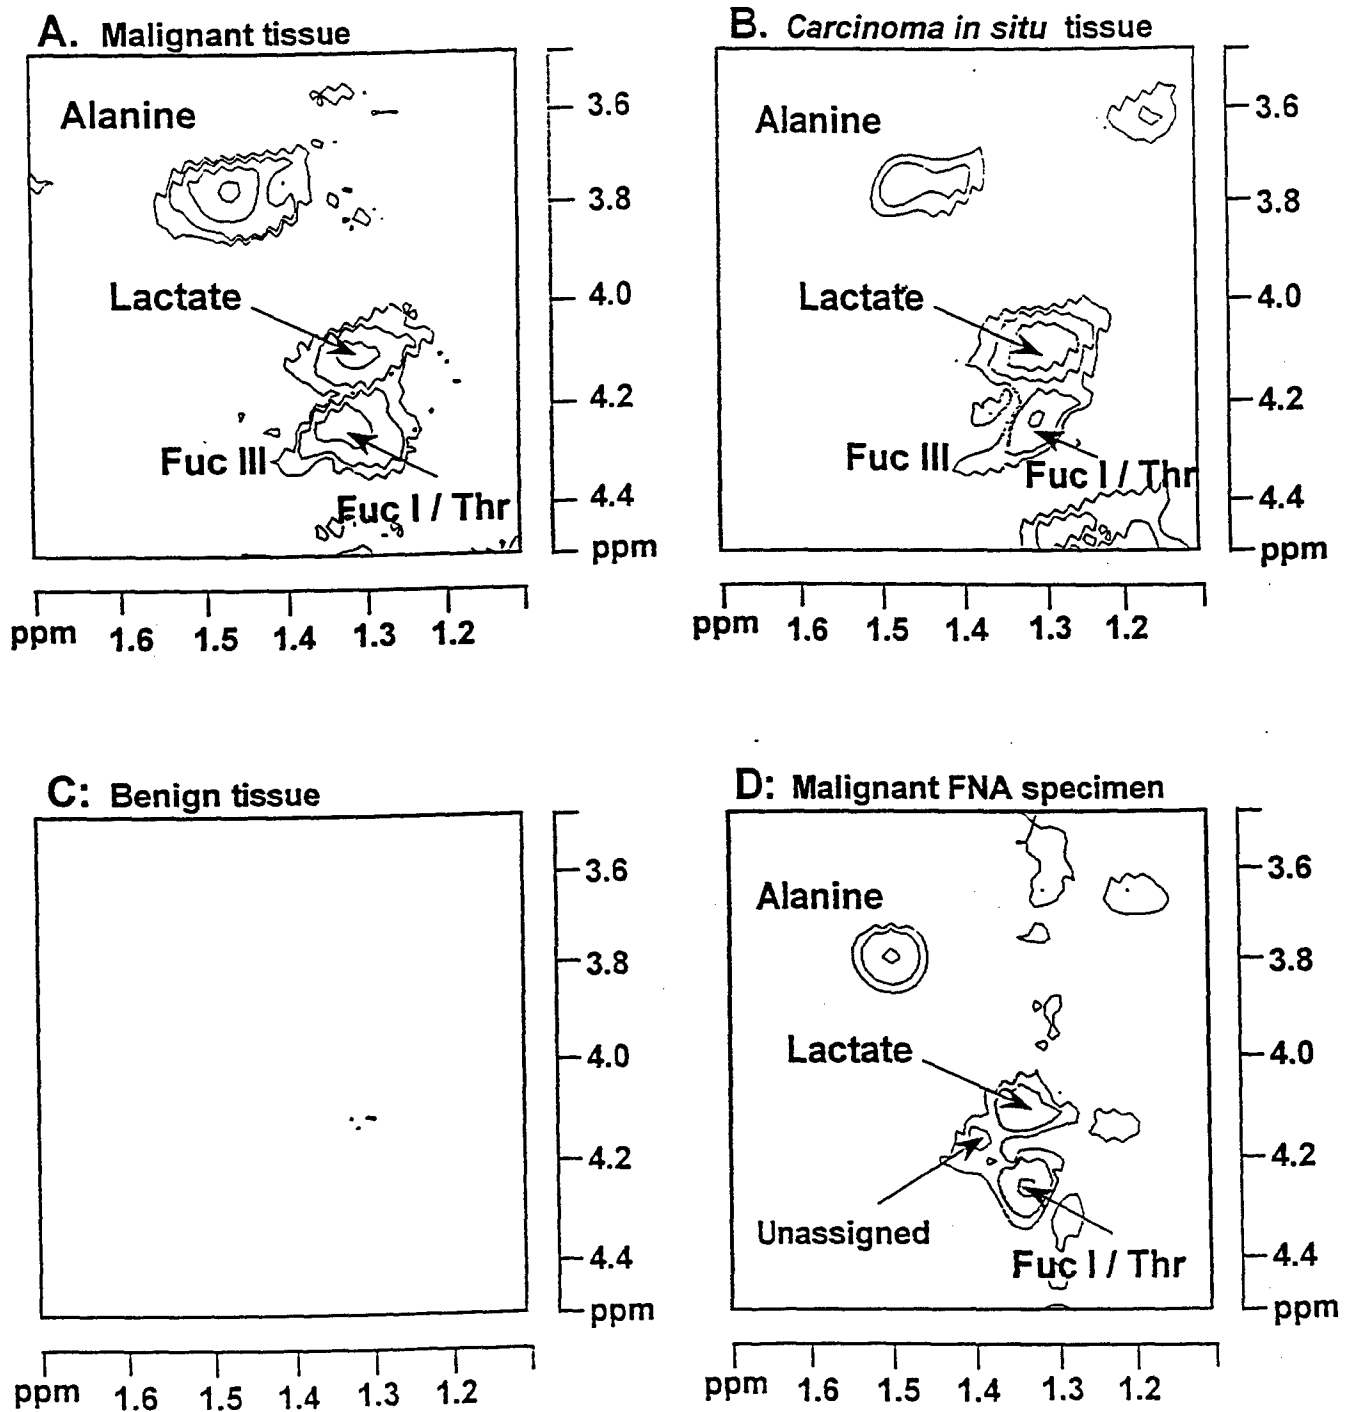 A. Malignant tissue
Alanine
Lactate
Fuc III
Fuc I / Thr
3.6
3.8
4.0
4.2
4.4
ppm
ppm 1.6 1.5 1.4 1.3 1.2
B. Carcinoma in situ tissue
Alanine
Lactate
Fuc III
Fuc I / Thr
3.6
3.8
4.0
4.2
4.4
ppm
ppm 1.6 1.5 1.4 1.3 1.2
C: Benign tissue
3.6
3.8
4.0
4.2
4.4
ppm
ppm 1.6 1.5 1.4 1.3 1.2
D: Malignant FNA specimen
Alanine
Lactate
Unassigned
Fuc I / Thr
3.6
3.8
4.0
4.2
4.4
ppm
ppm 1.6 1.5 1.4 1.3 1.2